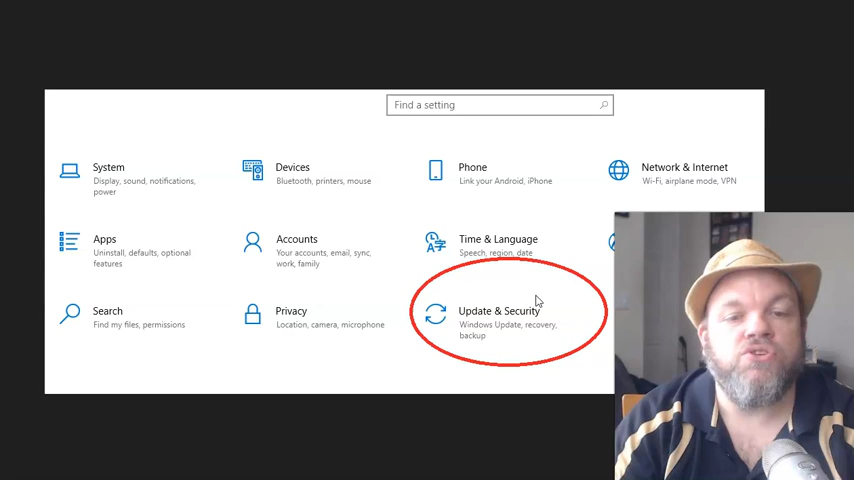 Find a setting
System
Display, sound, notifications,
power
Devices
Bluetooth, printers, mouse
Phone
Link your Android, iPhone
Network & Internet
Wi-Fi, airplane mode, VPN
Apps
Uninstall, defaults, optional
features
Accounts
Your accounts, email, sync,
work, family
Time & Language
Speech, region, date
Search
Find my files, permissions
Privacy
Location, camera, microphone
Update & Security
Windows Update, recovery,
backup